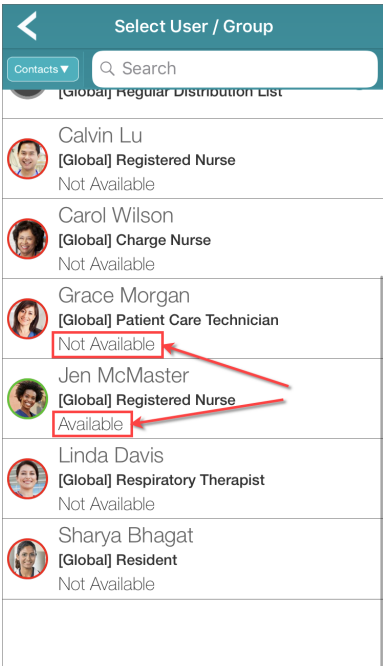 Select User / Group
Contacts▼
Search
[Global] Regular Distribution List
Calvin Lu
[Global] Registered Nurse
Not Available
Carol Wilson
[Global] Charge Nurse
Not Available
Grace Morgan
[Global] Patient Care Technician
Not Available
Jen McMaster
[Global] Registered Nurse
Available
Linda Davis
[Global] Respiratory Therapist
Not Available
Sharya Bhagat
[Global] Resident
Not Available